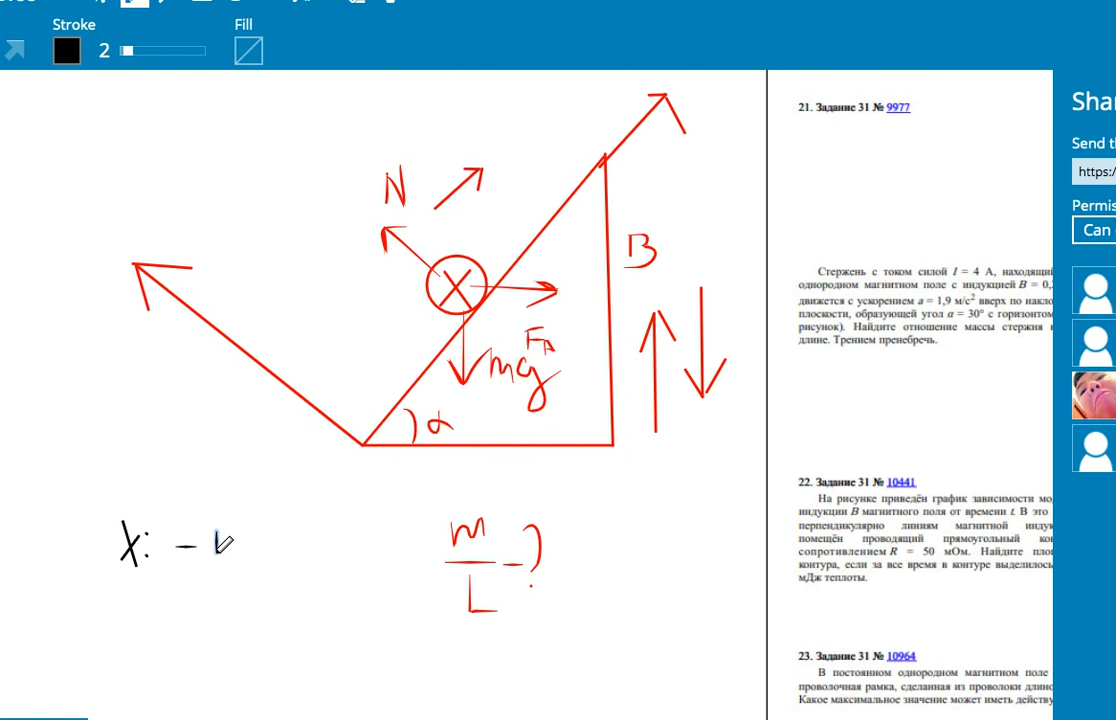 Stroke
Fill
2
N
B
FA
mg
α
X: -
m
L
- ?
21. Задание 31 № 9977
Стержень с током силой I = 4 А, находящи
однородном магнитном поле с индукцией B = 0,
движется с ускорением a = 1,9 м/с² вверх по накло
плоскости, образующей угол α = 30° с горизонтом
рисунок). Найдите отношение массы стержня
длине. Трением пренебречь.
22. Задание 31 № 10441
На рисунке приведён график зависимости мо
индукции B магнитного поля от времени t. В это
перпендикулярно линиям магнитной индук
помещён проводящий прямоугольный ко
сопротивлением R = 50 мОм. Найдите пло
контура, если за все время в контуре выделилось
мДж теплоты.
23. Задание 31 № 10964
В постоянном однородном магнитном поле
проволочная рамка, сделанная из проволоки длин
Какое максимальное значение может иметь действу
Shar
Send t
https:/
Permis
Can